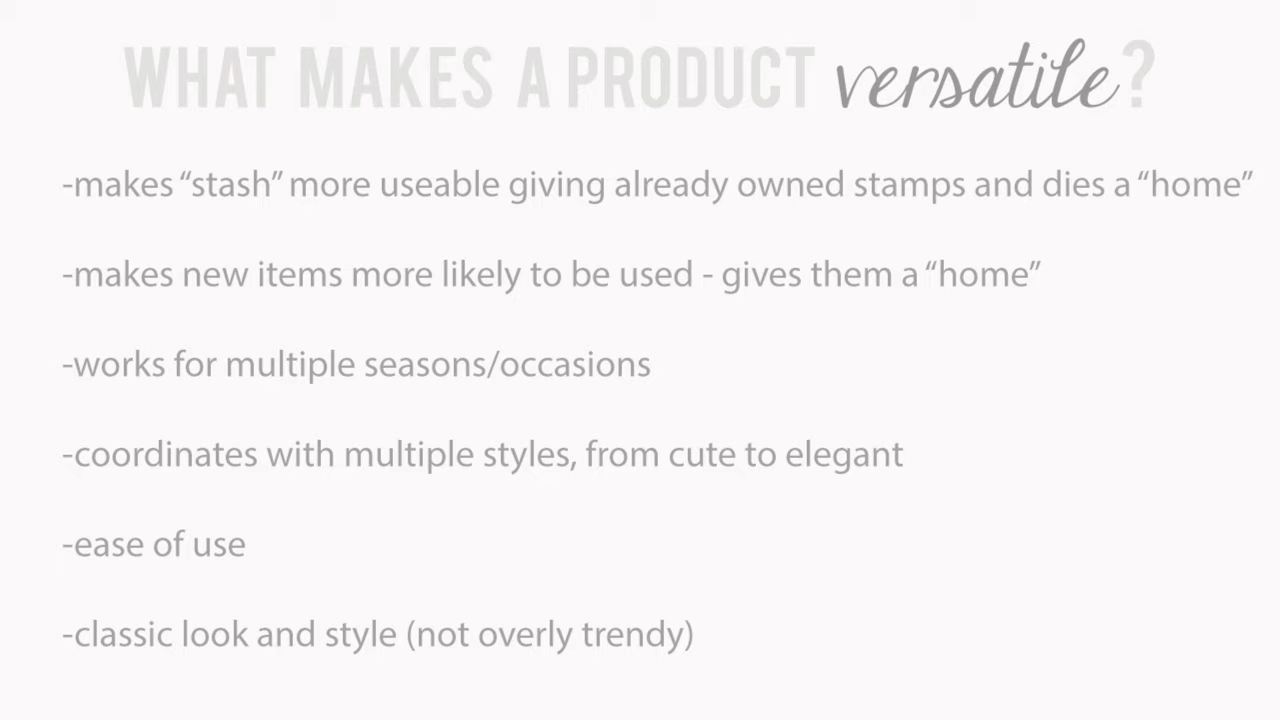 WHAT MAKES A PRODUCT versatile?
-makes “stash” more useable giving already owned stamps and dies a “home”
-makes new items more likely to be used - gives them a “home”
-works for multiple seasons/occasions
-coordinates with multiple styles, from cute to elegant
-ease of use
-classic look and style (not overly trendy)